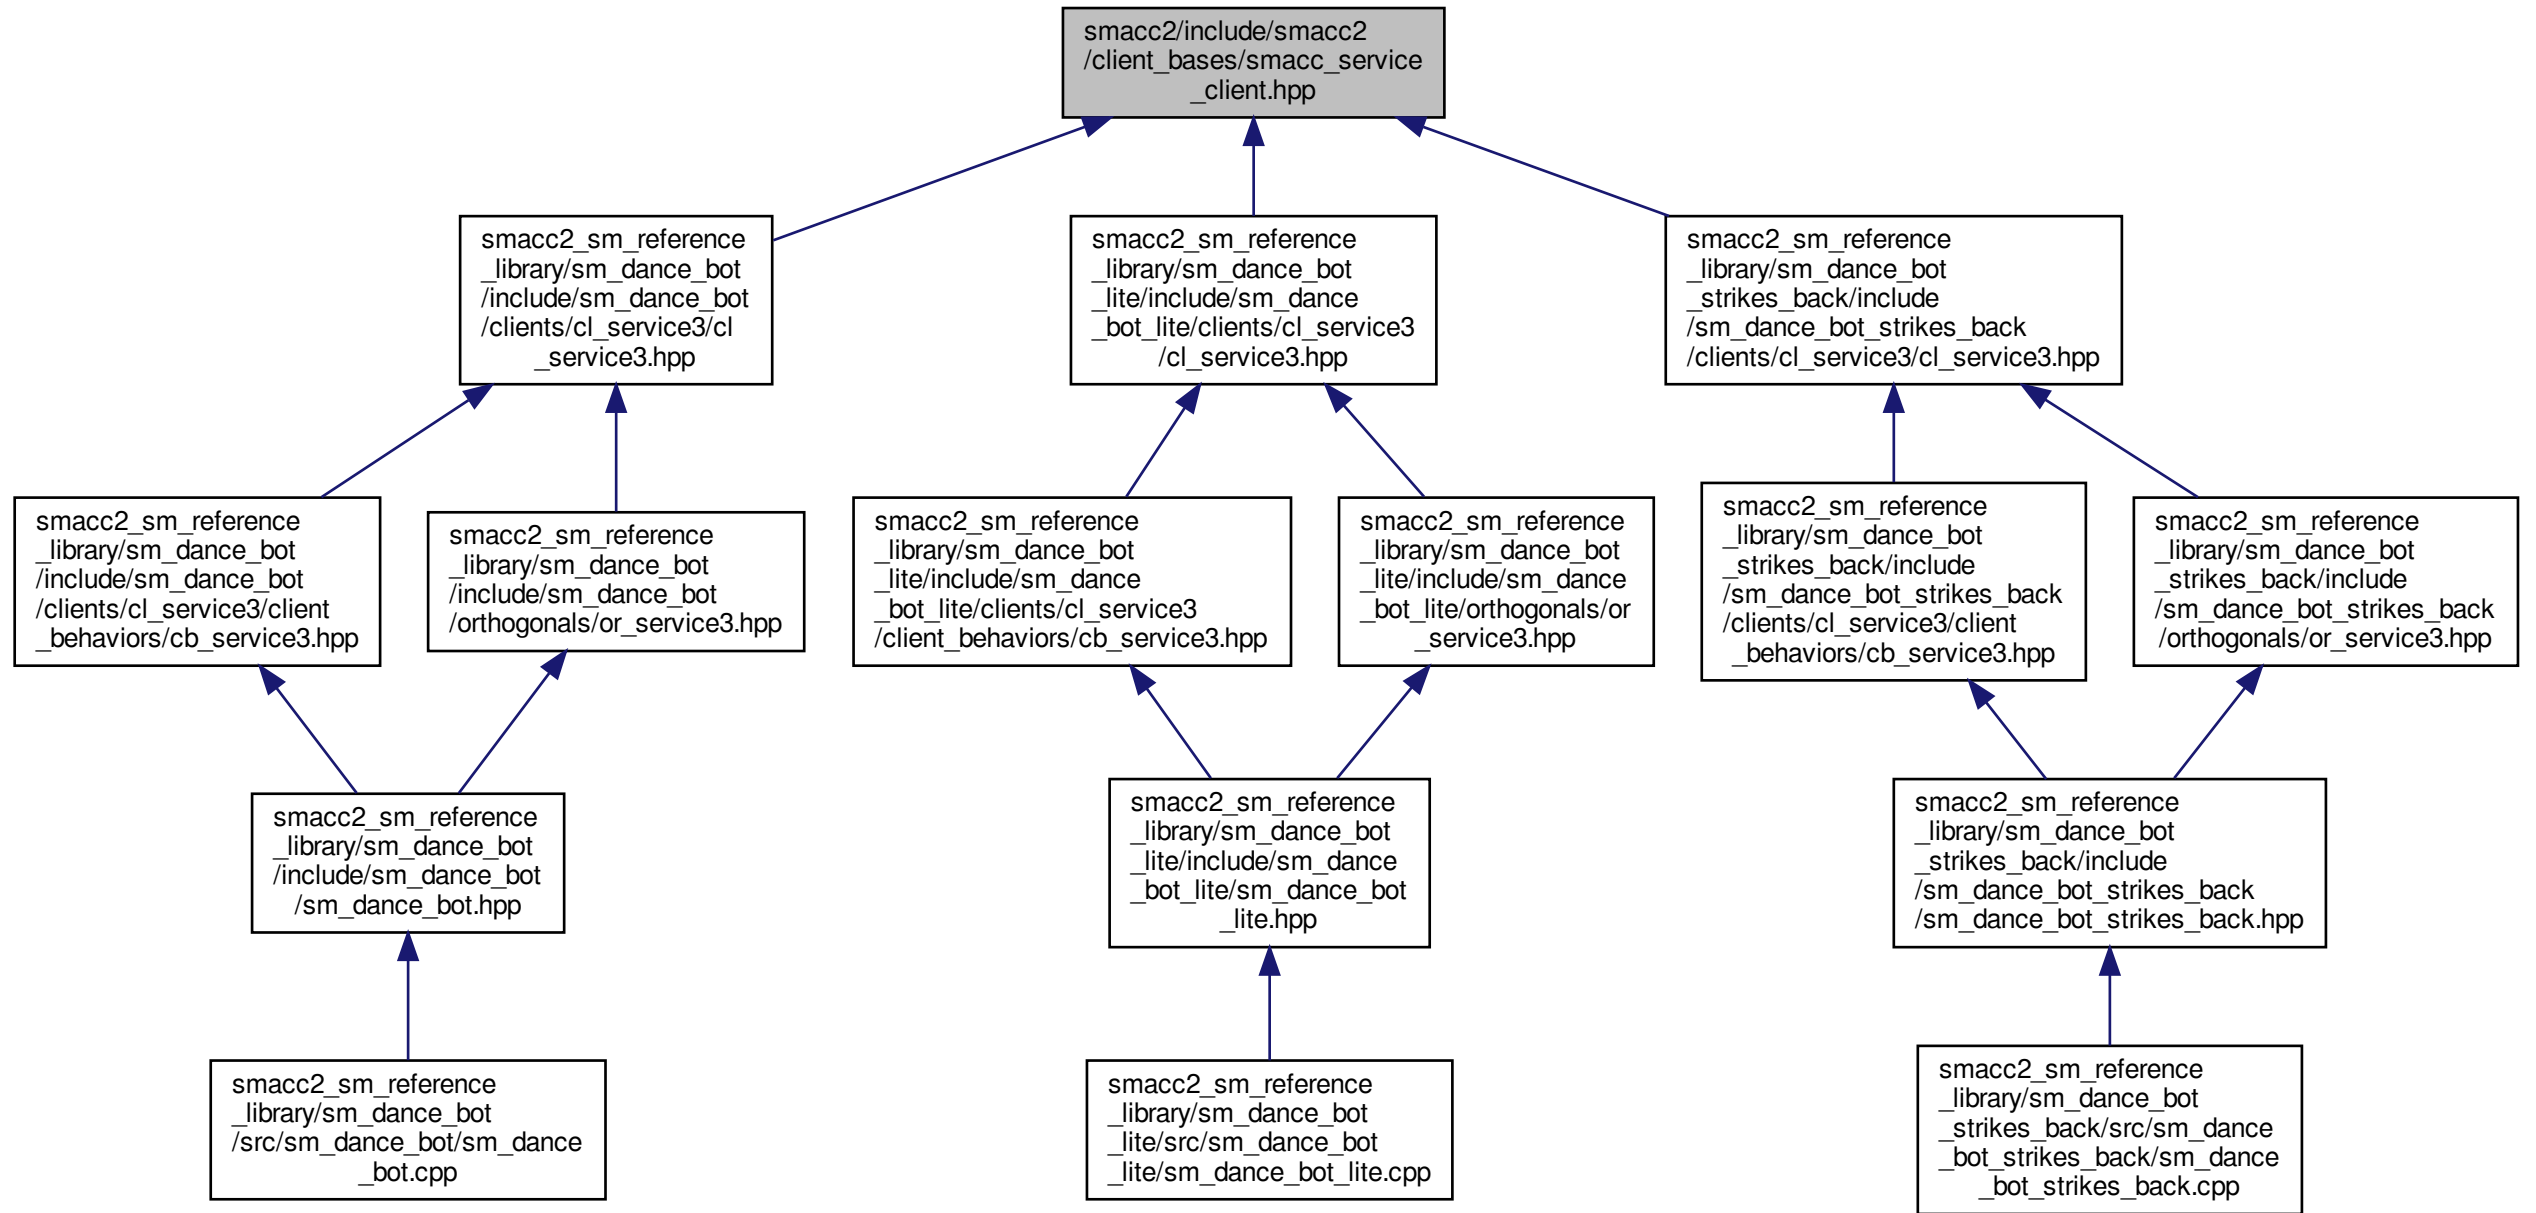 smacc2/include/smacc2
/client_bases/smacc_service
_client.hpp
smacc2_sm_reference
_library/sm_dance_bot
/include/sm_dance_bot
/clients/cl_service3/cl
_service3.hpp
smacc2_sm_reference
_library/sm_dance_bot
_lite/include/sm_dance
_bot_lite/clients/cl_service3
/cl_service3.hpp
smacc2_sm_reference
_library/sm_dance_bot
_strikes_back/include
/sm_dance_bot_strikes_back
/clients/cl_service3/cl_service3.hpp
smacc2_sm_reference
_library/sm_dance_bot
/include/sm_dance_bot
/clients/cl_service3/client
_behaviors/cb_service3.hpp
smacc2_sm_reference
_library/sm_dance_bot
/include/sm_dance_bot
/orthogonals/or_service3.hpp
smacc2_sm_reference
_library/sm_dance_bot
_lite/include/sm_dance
_bot_lite/clients/cl_service3
/client_behaviors/cb_service3.hpp
smacc2_sm_reference
_library/sm_dance_bot
_lite/include/sm_dance
_bot_lite/orthogonals/or
_service3.hpp
smacc2_sm_reference
_library/sm_dance_bot
_strikes_back/include
/sm_dance_bot_strikes_back
/clients/cl_service3/client
_behaviors/cb_service3.hpp
smacc2_sm_reference
_library/sm_dance_bot
_strikes_back/include
/sm_dance_bot_strikes_back
/orthogonals/or_service3.hpp
smacc2_sm_reference
_library/sm_dance_bot
/include/sm_dance_bot
/sm_dance_bot.hpp
smacc2_sm_reference
_library/sm_dance_bot
_lite/include/sm_dance
_bot_lite/sm_dance_bot
_lite.hpp
smacc2_sm_reference
_library/sm_dance_bot
_strikes_back/include
/sm_dance_bot_strikes_back
/sm_dance_bot_strikes_back.hpp
smacc2_sm_reference
_library/sm_dance_bot
/src/sm_dance_bot/sm_dance
_bot.cpp
smacc2_sm_reference
_library/sm_dance_bot
_lite/src/sm_dance_bot
_lite/sm_dance_bot_lite.cpp
smacc2_sm_reference
_library/sm_dance_bot
_strikes_back/src/sm_dance
_bot_strikes_back/sm_dance
_bot_strikes_back.cpp